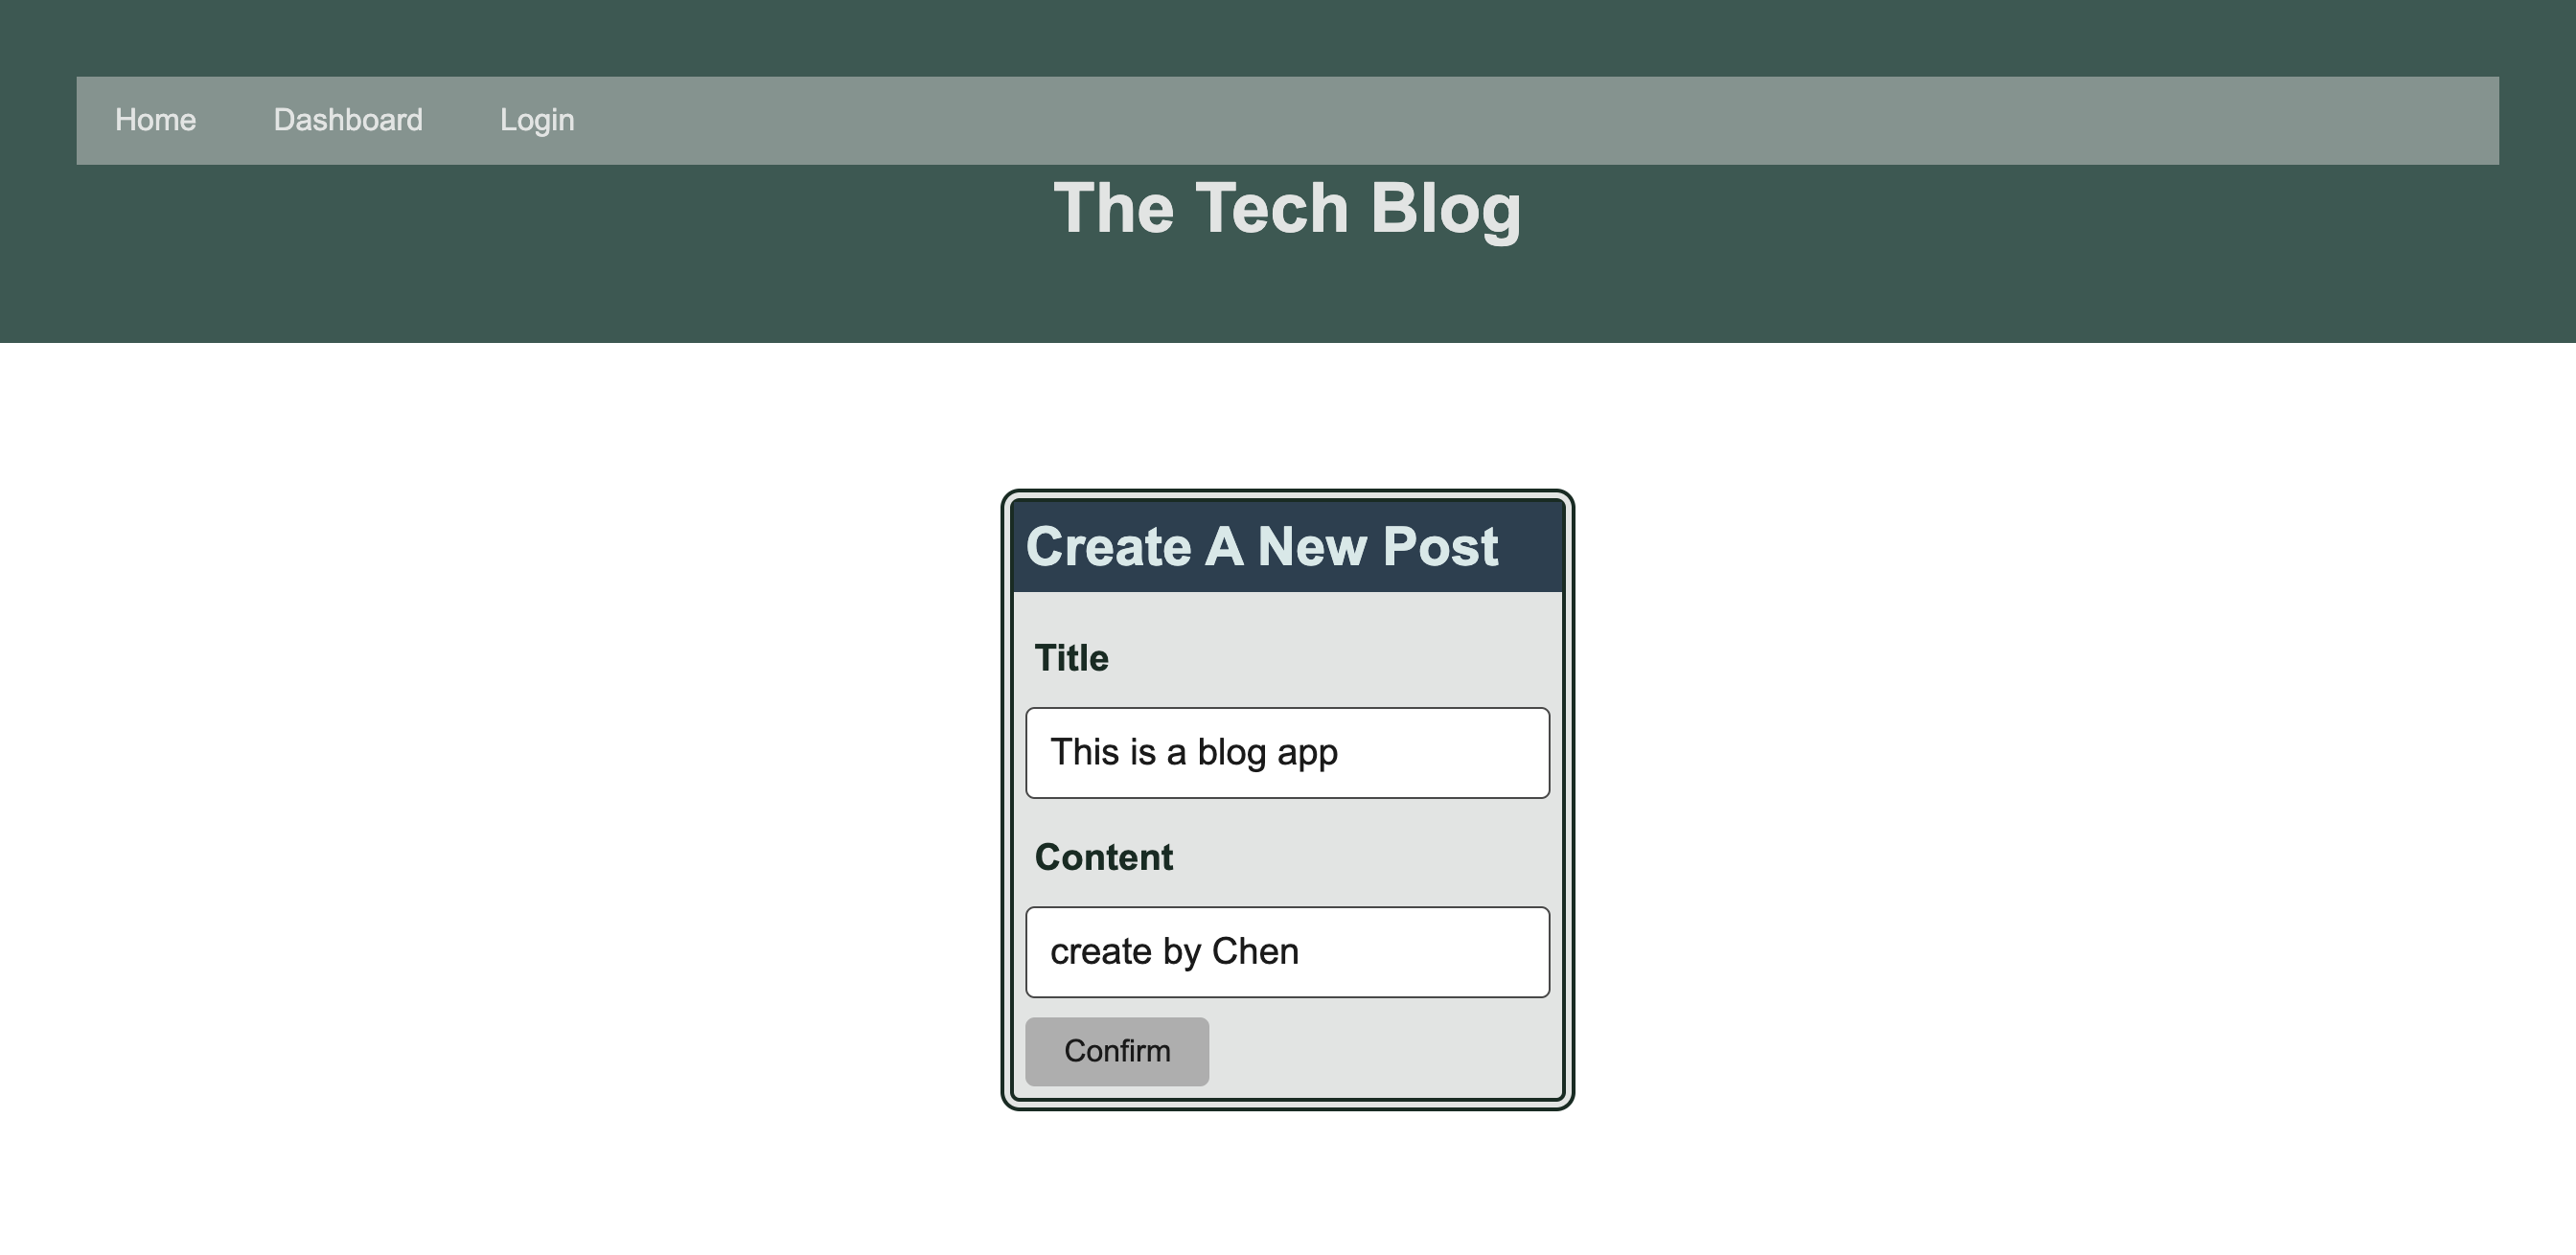 Home Dashboard Login
The Tech Blog
Create A New Post
Title
This is a blog app
Content
create by Chen
Confirm